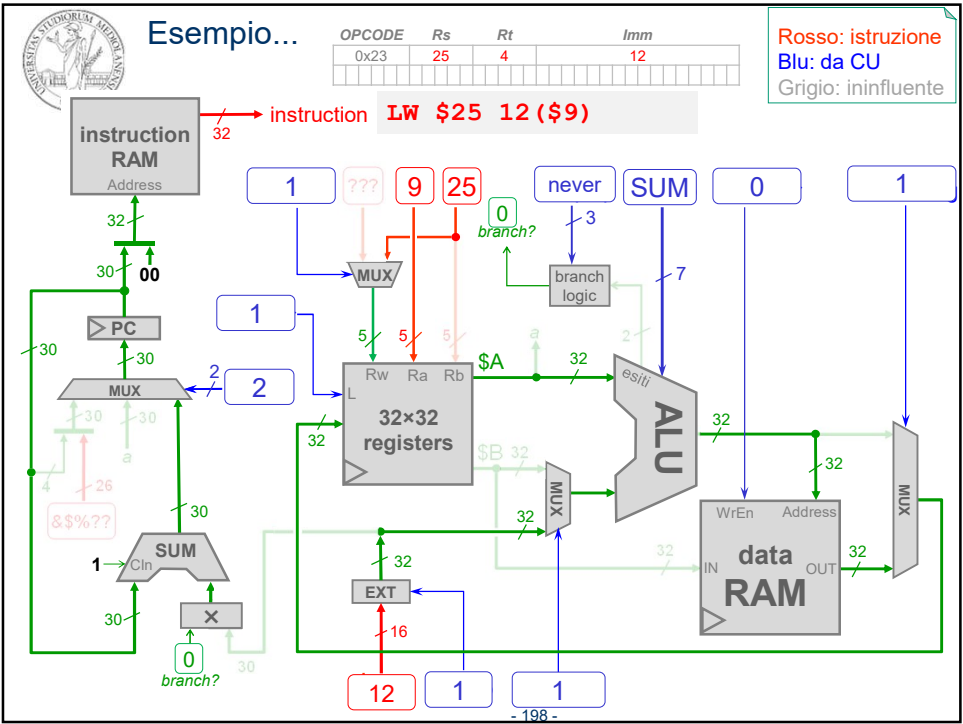 UNIVERSITAS STUDIORUM MEDIOLANENSIS
Esempio...
OPCODE Rs Rt Imm
0x23 25 4 12
Rosso: istruzione
Blu: da CU
Grigio: ininfluente
instruction
RAM
Address
32
instruction
LW $25 12($9)
1
???
9
25
never
SUM
0
1
0
branch?
3
7
32
30
00
MUX
branch
logic
1
PC
30
30
5
5
5
a
2
$A
32
esiti
ALU
MUX
2
2
Rw Ra Rb
L
32×32
registers
32
30
30
a
4
26
&$%??
$B
32
MUX
32
32
MUX
WrEn
Address
data
RAM
IN
OUT
32
30
SUM
1
CIn
32
32
32
EXT
30
×
16
0
branch?
30
12
1
1
- 198 -